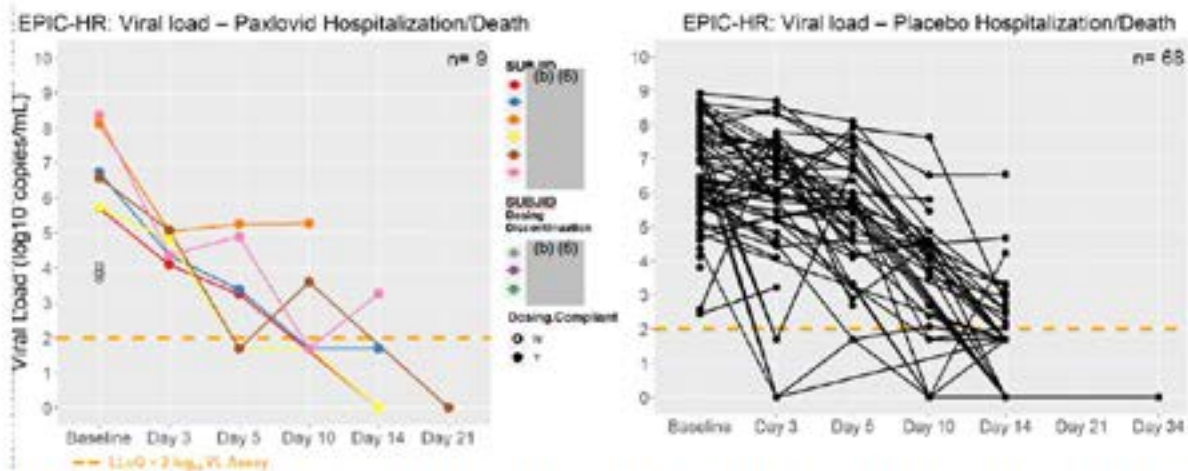 EPIC-HR: Viral load – Paxlovid Hospitalization/Death
n= 9
Viral Load (log10 copies/mL)
10
9
8
7
6
5
4
3
2
1
0
Baseline Day 3 Day 5 Day 10 Day 14 Day 21
SUBJID
(b) (6)
SUBJID
Dosing
Discontinuation
(b) (6)
Dosing.Compliant
N
Y
EPIC-HR: Viral load – Placebo Hospitalization/Death
n= 68
10
9
8
7
6
5
4
3
2
1
0
Baseline Day 3 Day 5 Day 10 Day 14 Day 21 Day 34